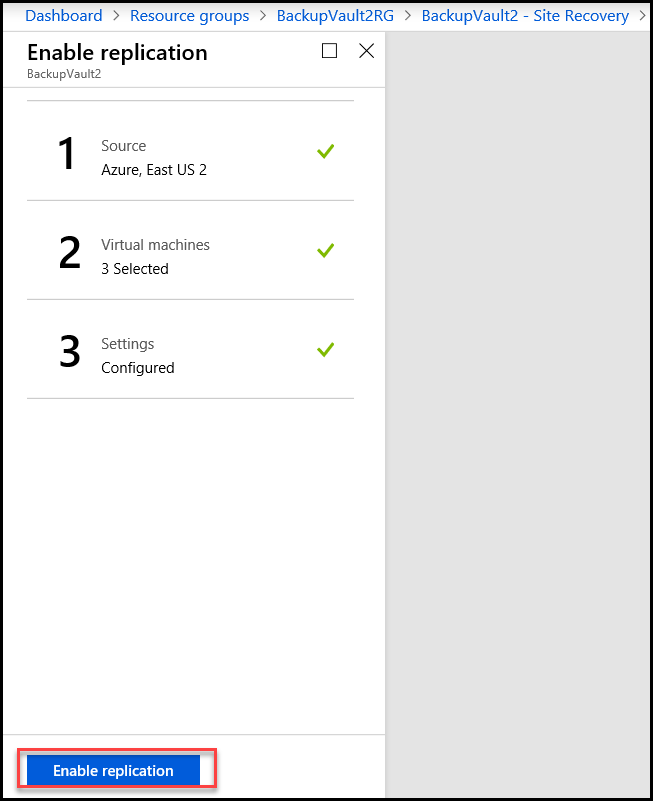 Dashboard > Resource groups > BackupVault2RG > BackupVault2 - Site Recovery >
Enable replication
BackupVault2
1
Source
Azure, East US 2
2
Virtual machines
3 Selected
3
Settings
Configured
Enable replication